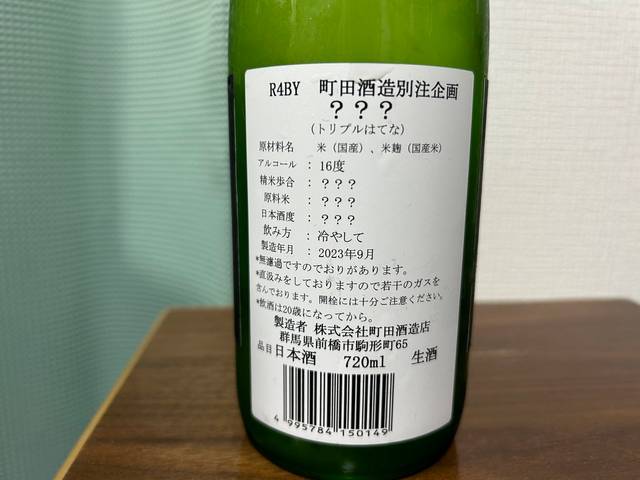 R4BY 町田酒造別注企画
？？？
（トリプルはてな）
原材料名 米（国産）、米麹（国産米）
アルコール ：16度
精米歩合 ：？？？
原料米 ：？？？
日本酒度 ：？？？
飲み方 ：冷やして
製造年月 ：2023年9月
*無濾過ですのでおりがあります。
*直汲みをしておりますので若干のガスを
含んでおります。開栓には十分ご注意ください。
*飲酒は20歳になってから。
製造者 株式会社町田酒造店
群馬県前橋市駒形町65
品目 日本酒 720ml 生酒
4 995784 150149